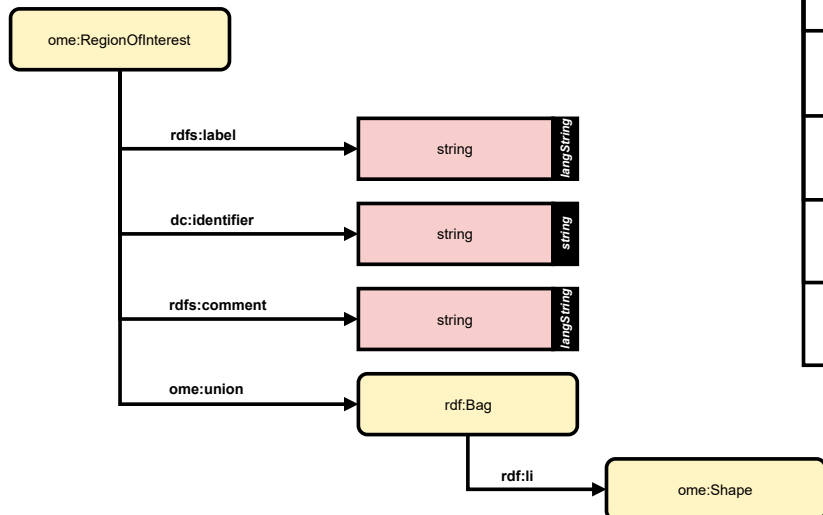 ome:RegionOfInterest
rdfs:label
string
langString
dc:identifier
string
string
rdfs:comment
string
langString
ome:union
rdf:Bag
rdf:li
ome:Shape